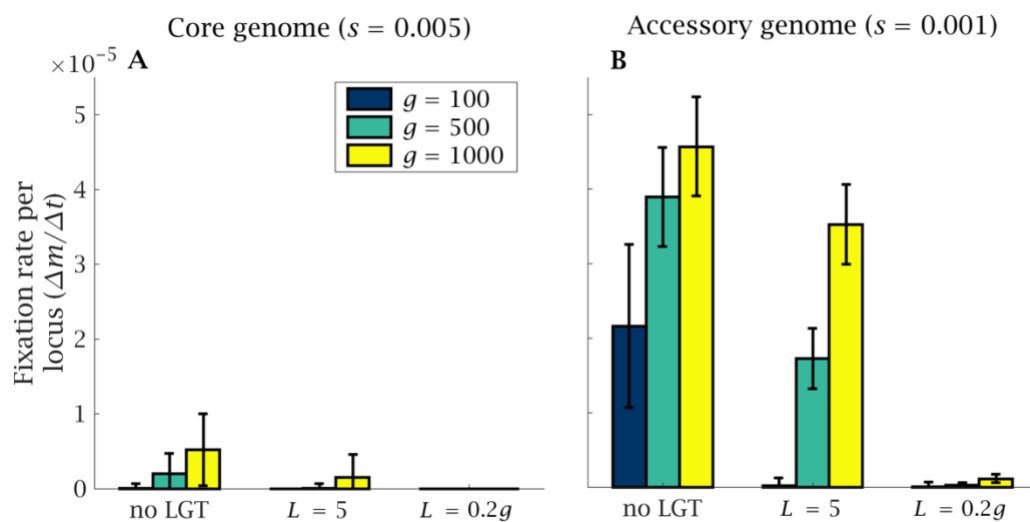 Core genome (s = 0.005)
Accessory genome (s = 0.001)
×10⁻⁵
A
B
5
4
3
2
1
0
Fixation rate per
locus (Δm/Δt)
g = 100
g = 500
g = 1000
no LGT
L = 5
L = 0.2g
no LGT
L = 5
L = 0.2g